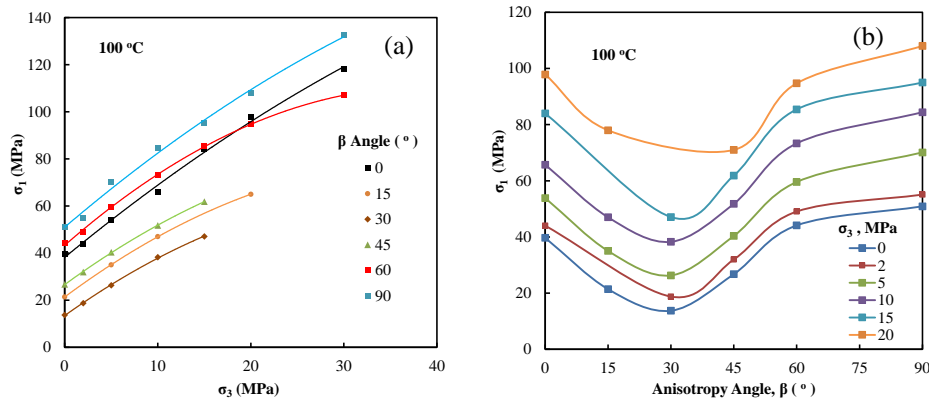 (a)
100 °C
σ1 (MPa)
140
120
100
80
60
40
20
0
β Angle ( ° )
0
15
30
45
60
90
0 10 20 30 40
σ3 (MPa)
(b)
100 °C
σ1 (MPa)
120
100
80
60
40
20
0
σ3 , MPa
0
2
5
10
15
20
0 15 30 45 60 75 90
Anisotropy Angle, β ( ° )